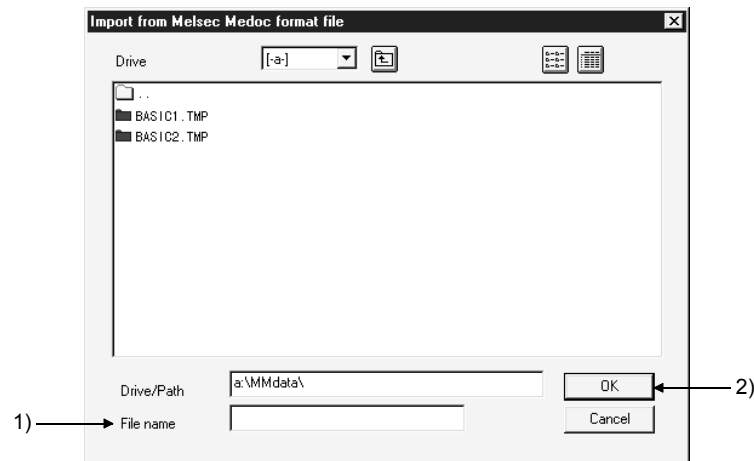 Import from Melsec Medoc format file
Drive [-a-]
..
BASIC1.TMP
BASIC2.TMP
Drive/Path a:\MMdata\ OK 2)
1) File name Cancel